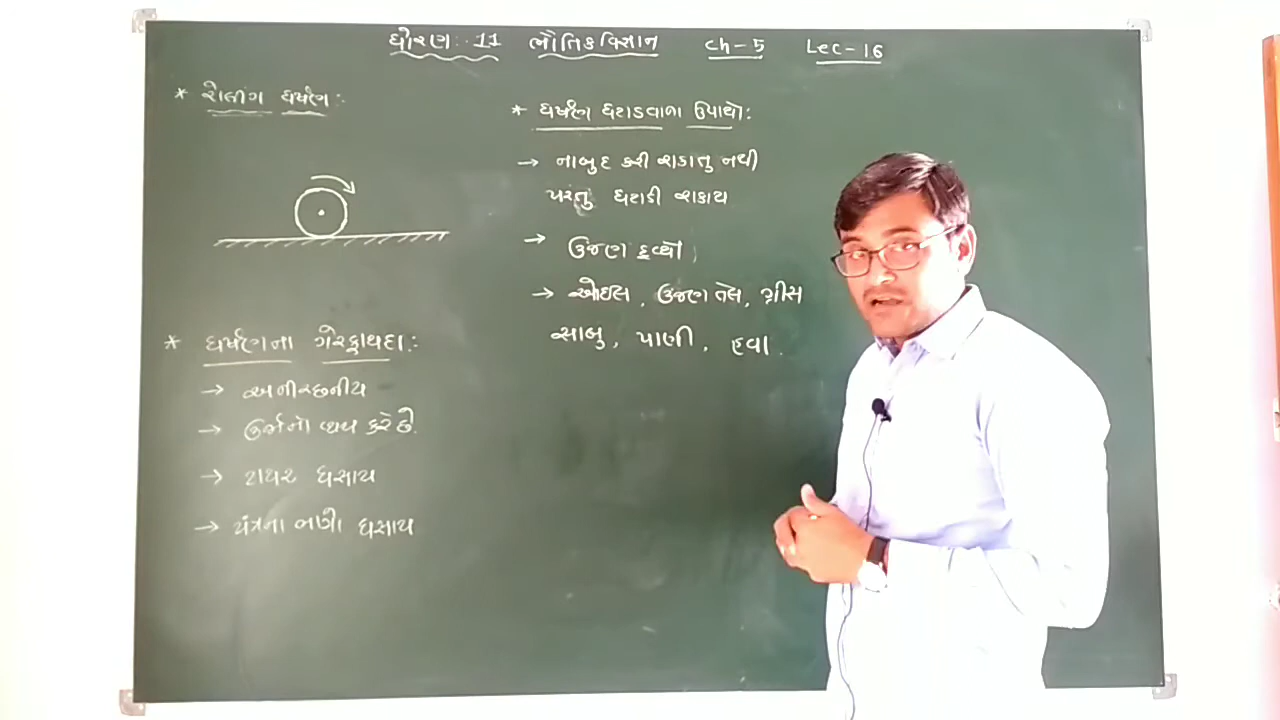 ધોરણ : 11 ભૌતિકવિજ્ઞાન Ch-5 Lec-16
* રોલીંગ ઘર્ષણ :-
* ઘર્ષણના ગેરફાયદા :-
→ અનીચ્છનીય
→ ઉર્જાનો વ્યય કરે છે.
→ ટાયર ઘસાય
→ યંત્રના ભાગો ઘસાય
* ઘર્ષણ ઘટાડવાના ઉપાયો :
→ નાબુદ કરી શકાતુ નથી
પરંતુ ઘટાડી શકાય
→ ઉંજણ દ્રવ્યો
→ ઓઇલ, ઉંજણ તેલ, ગ્રીસ
સાબુ, પાણી, હવા.